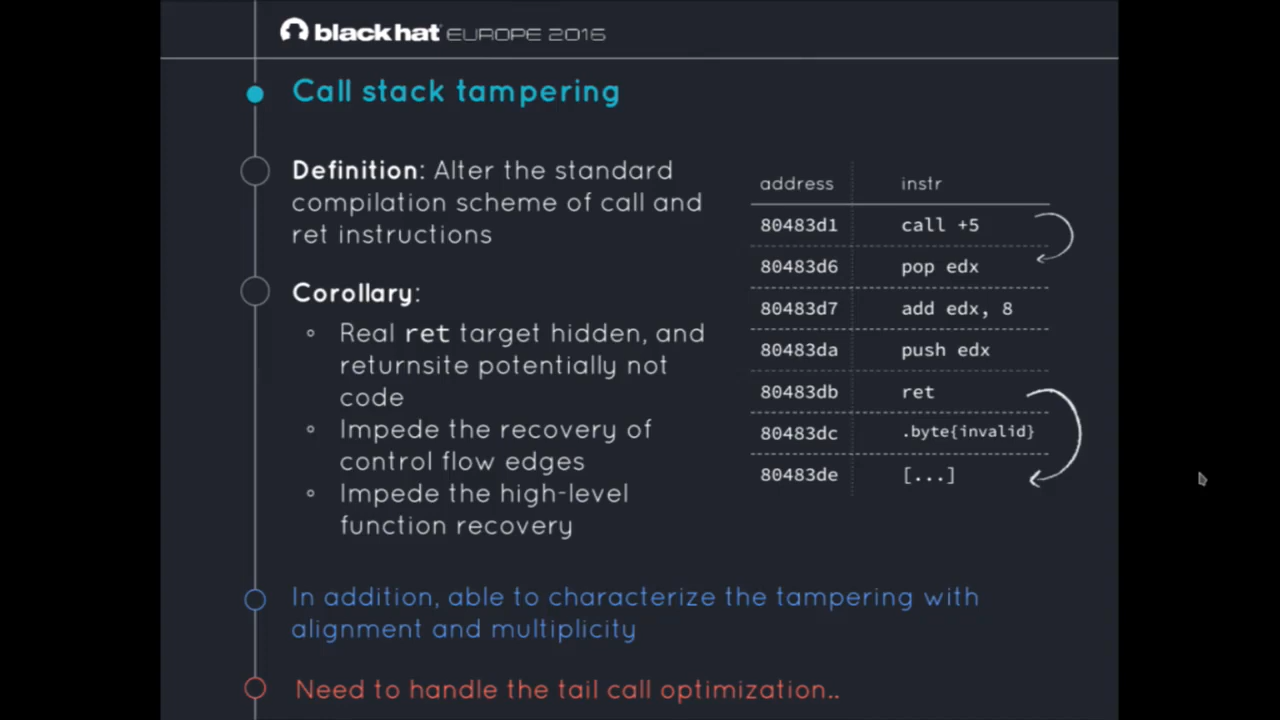 black hat EUROPE 2016
Call stack tampering
Definition: Alter the standard
compilation scheme of call and
ret instructions
Corollary:
Real ret target hidden, and
returnsite potentially not
code
Impede the recovery of
control flow edges
Impede the high-level
function recovery
address instr
80483d1 call +5
80483d6 pop edx
80483d7 add edx, 8
80483da push edx
80483db ret
80483dc .byte{invalid}
80483de [...]
In addition, able to characterize the tampering with
alignment and multiplicity
Need to handle the tail call optimization..